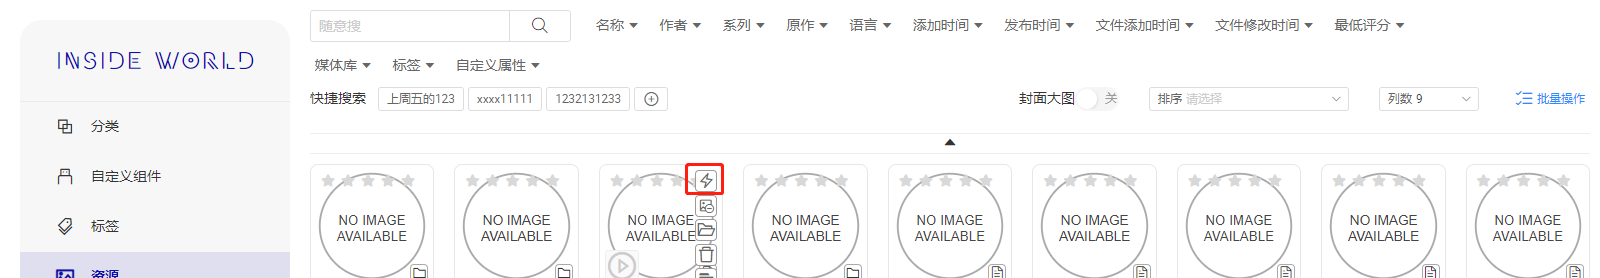 INSIDE WORLD
分类
自定义组件
标签
资源
随意搜
名称 作者 系列 原作 语言 添加时间 发布时间 文件添加时间 文件修改时间 最低评分
媒体库 标签 自定义属性
快捷搜索 上周五的123 xxxx11111 1232131233 封面大图 关 排序 请选择 列数 9 批量操作
NO IMAGE AVAILABLE
NO IMAGE AVAILABLE
NO IMAGE AVAILABLE
NO IMAGE AVAILABLE
NO IMAGE AVAILABLE
NO IMAGE AVAILABLE
NO IMAGE AVAILABLE
NO IMAGE AVAILABLE
NO IMAGE AVAILABLE